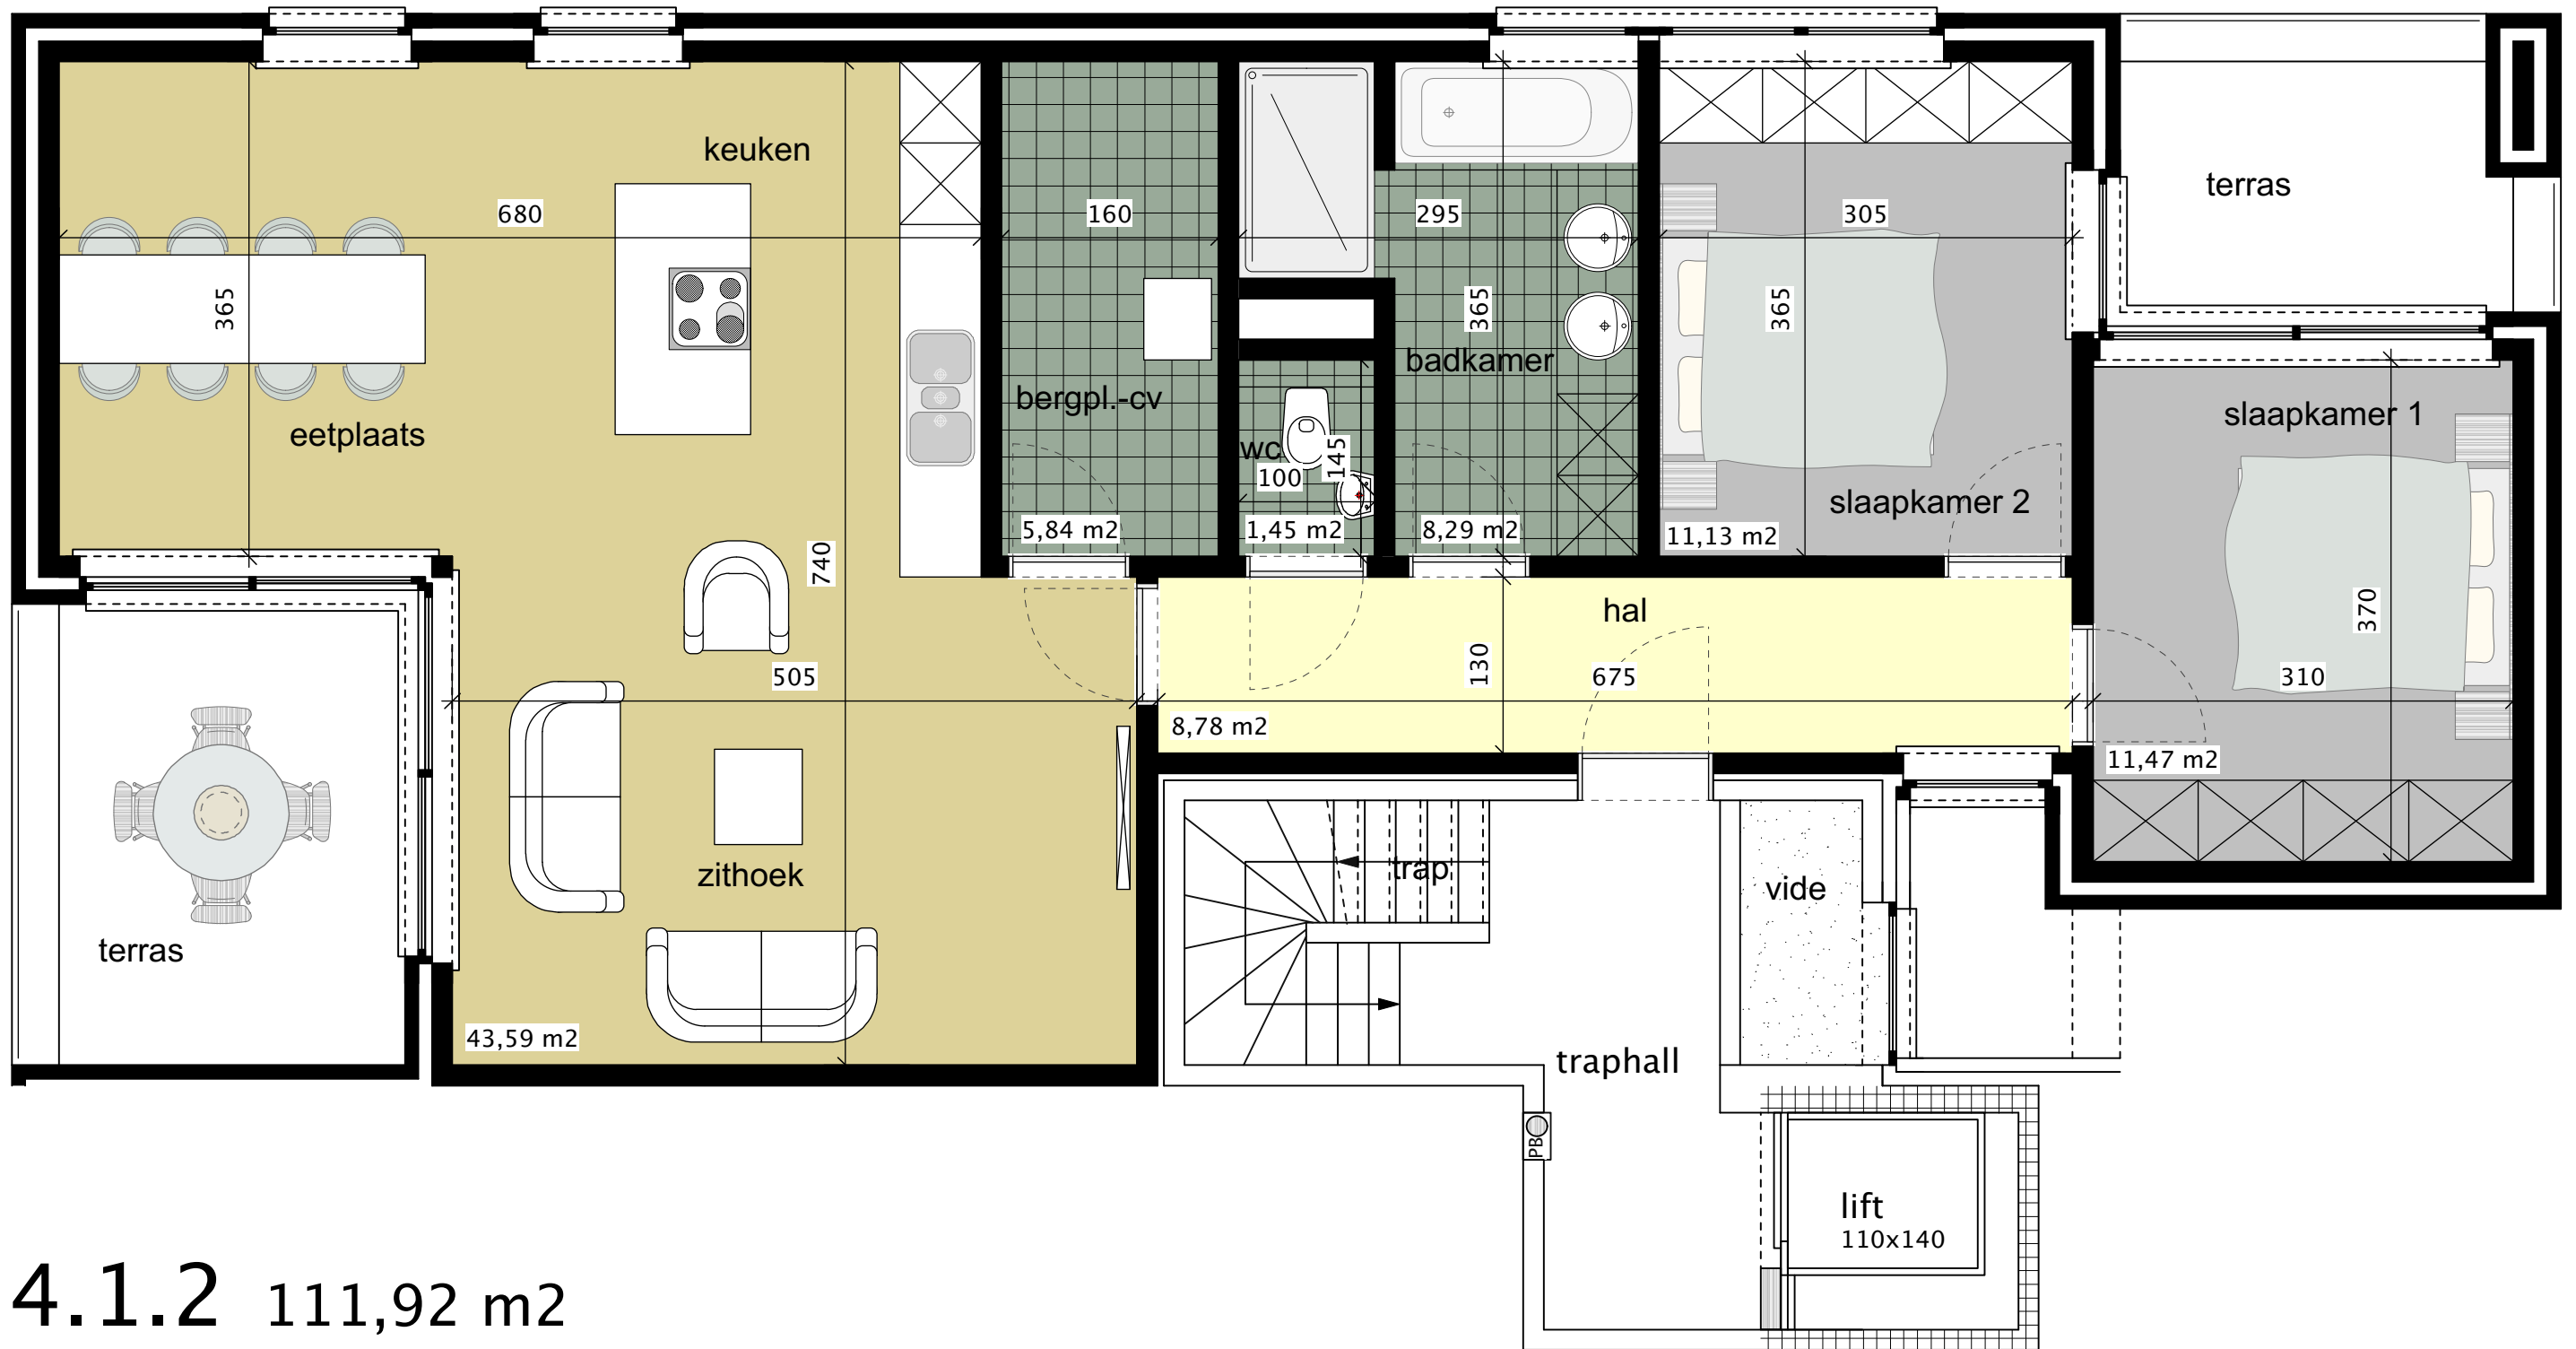 keuken
terras
680
160
295
305
365
365
365
badkamer
bergpl.-cv
slaapkamer 1
eetplaats
wc
145
100
slaapkamer 2
5,84 m2
1,45 m2
8,29 m2
11,13 m2
740
hal
370
505
130
675
310
8,78 m2
11,47 m2
zithoek
trap
vide
terras
43,59 m2
traphall
PB
lift
110x140
4.1.2 111,92 m2